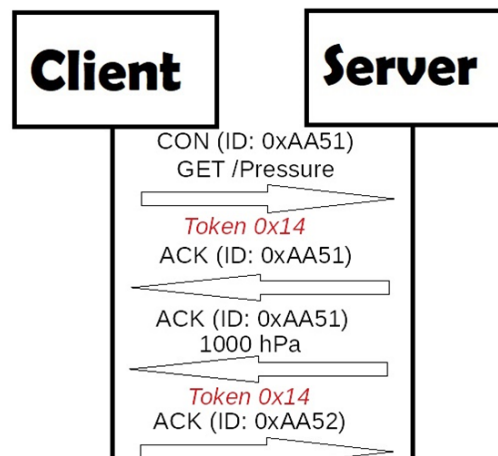 Client
Server
CON (ID: 0xAA51)
GET /Pressure
Token 0x14
ACK (ID: 0xAA51)
ACK (ID: 0xAA51)
1000 hPa
Token 0x14
ACK (ID: 0xAA52)